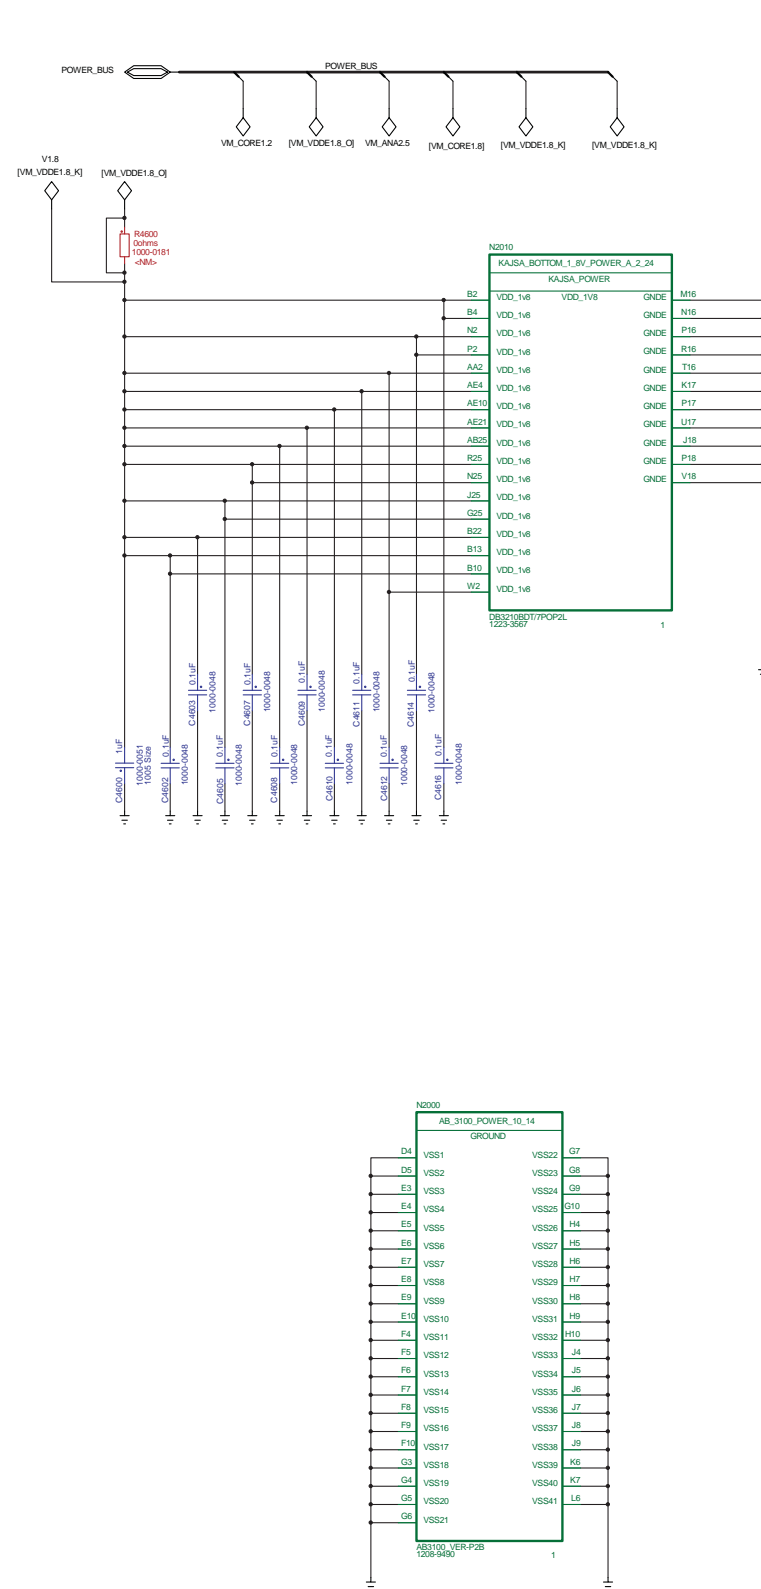 POWER_BUS
POWER_BUS
VM_CORE1.2
[VM_VDDE1.8_O]
VM_ANA2.5
[VM_CORE1.8]
[VM_VDDE1.8_K]
[VM_VDDE1.8_K]
V1.8
[VM_VDDE1.8_K]
[VM_VDDE1.8_O]
R4600
0ohms
1000-0181
<NM>
N2010
KAJSA_BOTTOM_1_8V_POWER_A_2_24
KAJSA_POWER
VDD_1V8
B2 VDD_1v8 GNDE M16
B4 VDD_1v8 GNDE N16
N2 VDD_1v8 GNDE P16
P2 VDD_1v8 GNDE R16
AA2 VDD_1v8 GNDE T16
AE4 VDD_1v8 GNDE K17
AE10 VDD_1v8 GNDE P17
AE21 VDD_1v8 GNDE U17
AB25 VDD_1v8 GNDE J18
R25 VDD_1v8 GNDE P18
N25 VDD_1v8 GNDE V18
J25 VDD_1v8
G25 VDD_1v8
B22 VDD_1v8
B13 VDD_1v8
B10 VDD_1v8
W2 VDD_1v8
DB3210BDT/7POP2L
1223-3567 1
C4603 0.1uF
1000-0048
C4607 0.1uF
1000-0048
C4609 0.1uF
1000-0048
C4611 0.1uF
1000-0048
C4614 0.1uF
1000-0048
C4600 1uF
1000-0051
1005 Size
C4602 0.1uF
1000-0048
C4605 0.1uF
1000-0048
C4608 0.1uF
1000-0048
C4610 0.1uF
1000-0048
C4612 0.1uF
1000-0048
C4616 0.1uF
1000-0048
N2000
AB_3100_POWER_10_14
GROUND
D4 VSS1 VSS22 G7
D5 VSS2 VSS23 G8
E3 VSS3 VSS24 G9
E4 VSS4 VSS25 G10
E5 VSS5 VSS26 H4
E6 VSS6 VSS27 H5
E7 VSS7 VSS28 H6
E8 VSS8 VSS29 H7
E9 VSS9 VSS30 H8
E10 VSS10 VSS31 H9
F4 VSS11 VSS32 H10
F5 VSS12 VSS33 J4
F6 VSS13 VSS34 J5
F7 VSS14 VSS35 J6
F8 VSS15 VSS36 J7
F9 VSS16 VSS37 J8
F10 VSS17 VSS38 J9
G3 VSS18 VSS39 K6
G4 VSS19 VSS40 K7
G5 VSS20 VSS41 L6
G6 VSS21
AB3100_VER-P2B
1208-9490 1